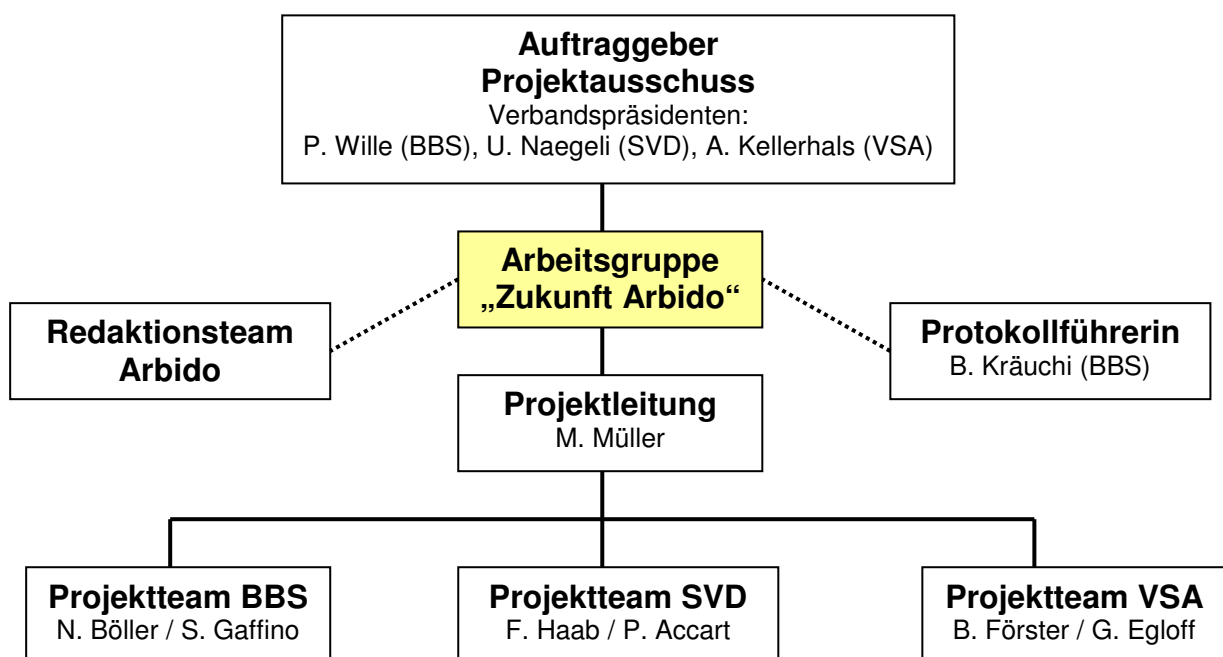 Auftraggeber
Projektausschuss
Verbandspräsidenten:
P. Wille (BBS), U. Naegeli (SVD), A. Kellerhals (VSA)
Arbeitsgruppe
„Zukunft Arbido“
Redaktionsteam
Arbido
Protokollführerin
B. Kräuchi (BBS)
Projektleitung
M. Müller
Projektteam BBS
N. Böller / S. Gaffino
Projektteam SVD
F. Haab / P. Accart
Projektteam VSA
B. Förster / G. Egloff